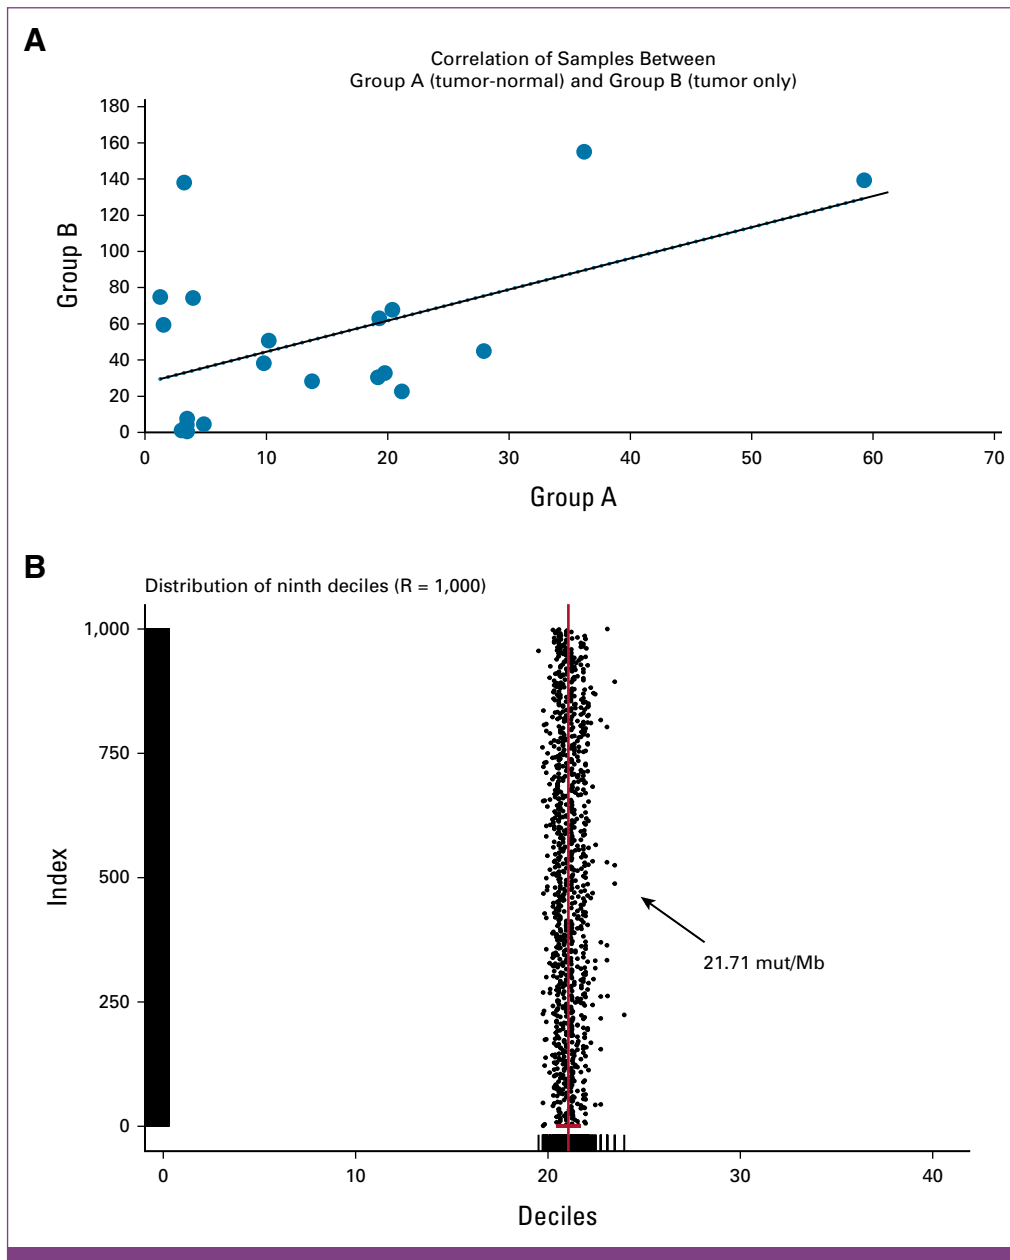 A
Correlation of Samples Between
Group A (tumor-normal) and Group B (tumor only)
180
160
140
120
100
80
60
40
20
0
Group B
0 10 20 30 40 50 60 70
Group A
B
Distribution of ninth deciles (R = 1,000)
1,000
750
500
250
0
Index
21.71 mut/Mb
0 10 20 30 40
Deciles